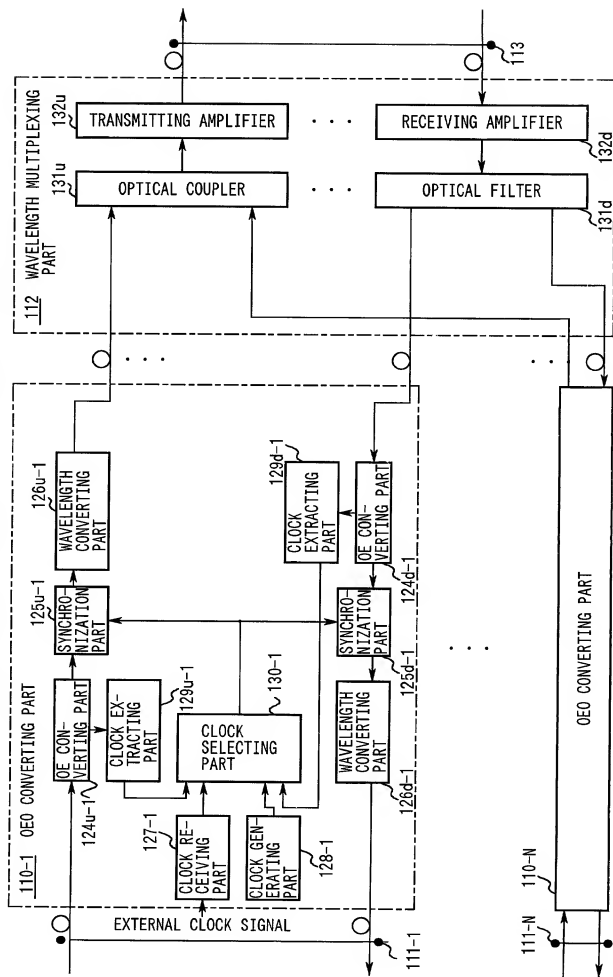 110-1 OEO CONVERTING PART
111-1
EXTERNAL CLOCK SIGNAL
OE CON-
VERTING PART
124u-1
SYNCHRO-
NIZATION
PART
125u-1
WAVELENGTH
CONVERTING
PART
126u-1
CLOCK EX-
TRACTING
PART
129u-1
CLOCK RE-
CEIVING
PART
127-1
CLOCK GEN-
ERATING
PART
128-1
CLOCK
SELECTING
PART
130-1
CLOCK
EXTRACTING
PART
129d-1
OE CON-
VERTING PART
124d-1
SYNCHRO-
NIZATION
PART
125d-1
WAVELENGTH
CONVERTING
PART
126d-1
OEO CONVERTING PART
110-N
111-N
112 WAVELENGTH MULTIPLEXING
PART
OPTICAL COUPLER
131u
TRANSMITTING AMPLIFIER
132u
OPTICAL FILTER
131d
RECEIVING AMPLIFIER
132d
113